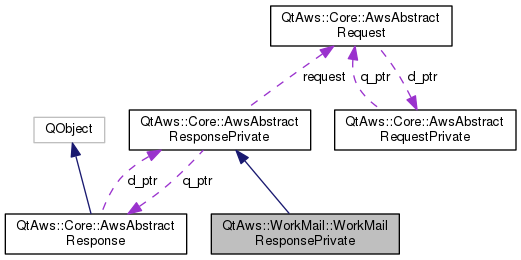 QtAws::Core::AwsAbstract
Request
request
q_ptr
d_ptr
QObject
QtAws::Core::AwsAbstract
ResponsePrivate
QtAws::Core::AwsAbstract
RequestPrivate
d_ptr
q_ptr
QtAws::Core::AwsAbstract
Response
QtAws::WorkMail::WorkMail
ResponsePrivate